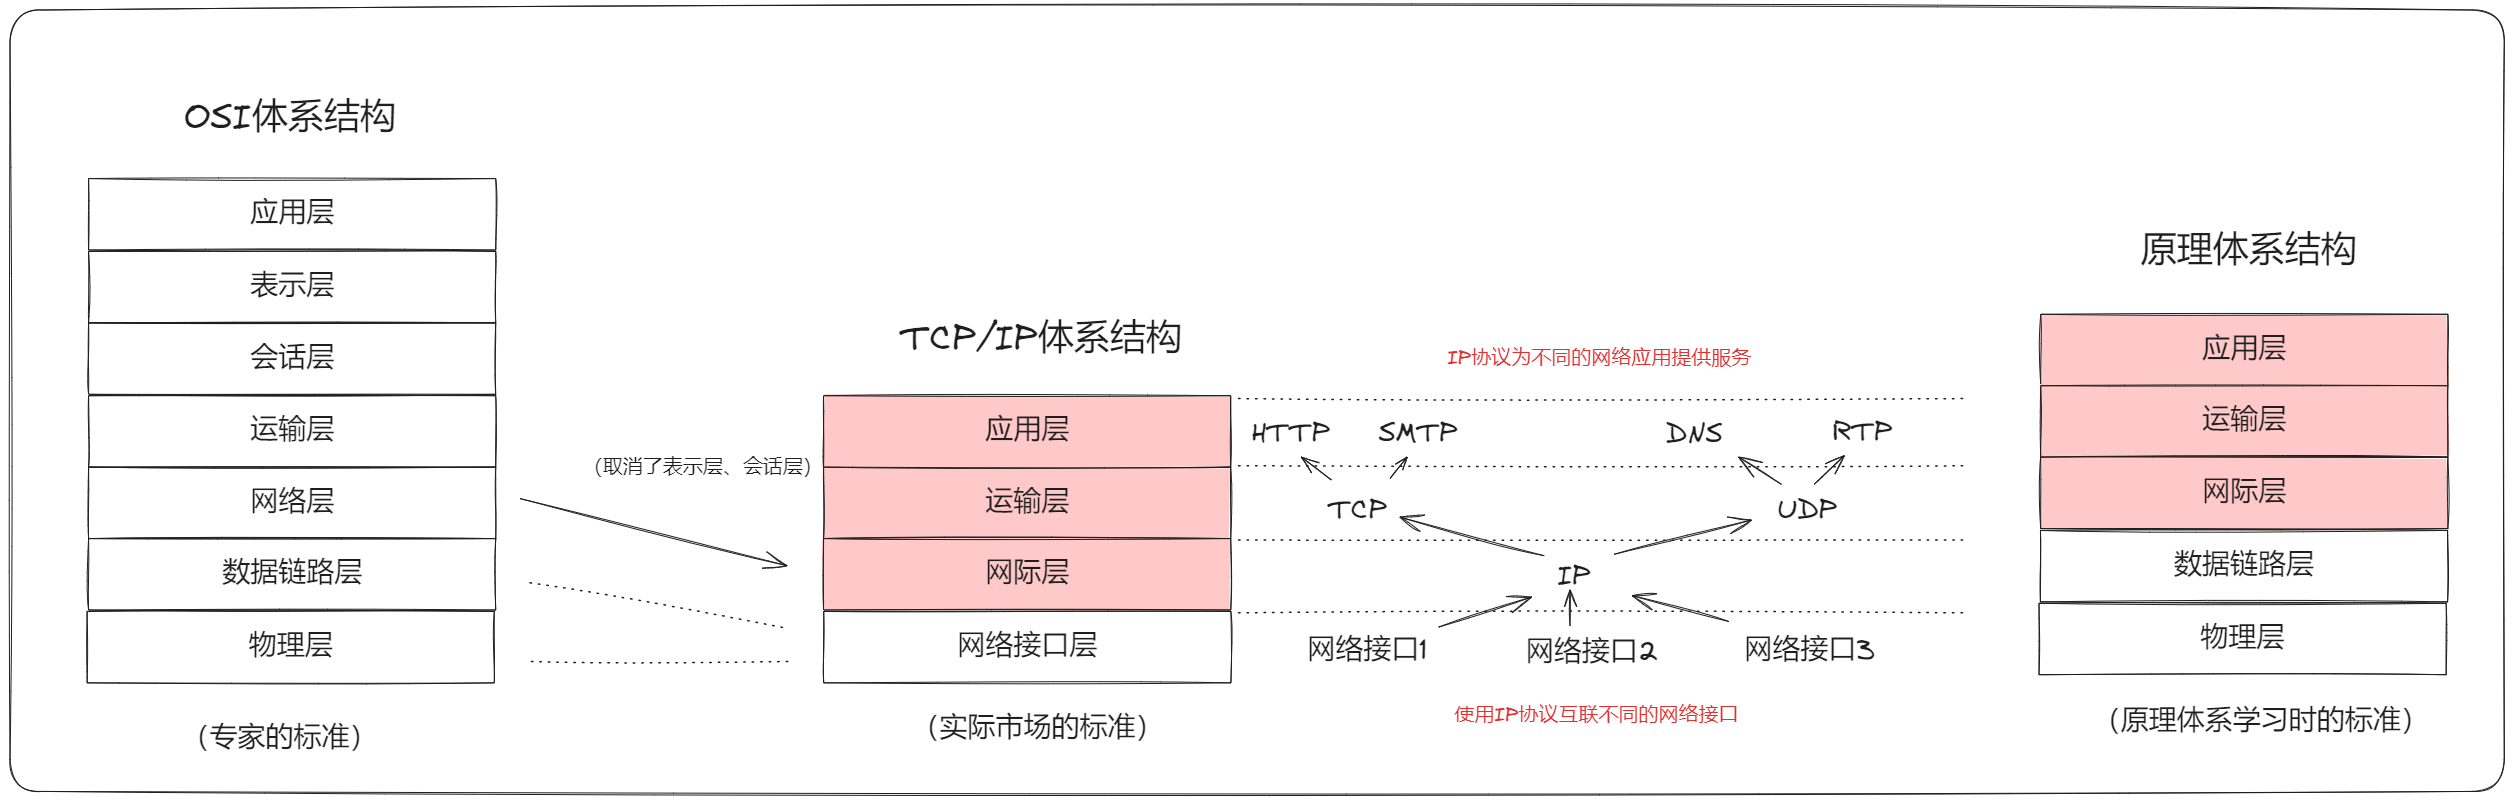 OSI体系结构
应用层
表示层
会话层
运输层
网络层
数据链路层
物理层
(专家的标准)
(取消了表示层、会话层)
TCP/IP体系结构
应用层
运输层
网际层
网络接口层
(实际市场的标准)
IP协议为不同的网络应用提供服务
HTTP SMTP DNS RTP
TCP UDP
IP
网络接口1 网络接口2 网络接口3
使用IP协议互联不同的网络接口
原理体系结构
应用层
运输层
网际层
数据链路层
物理层
(原理体系学习时的标准)